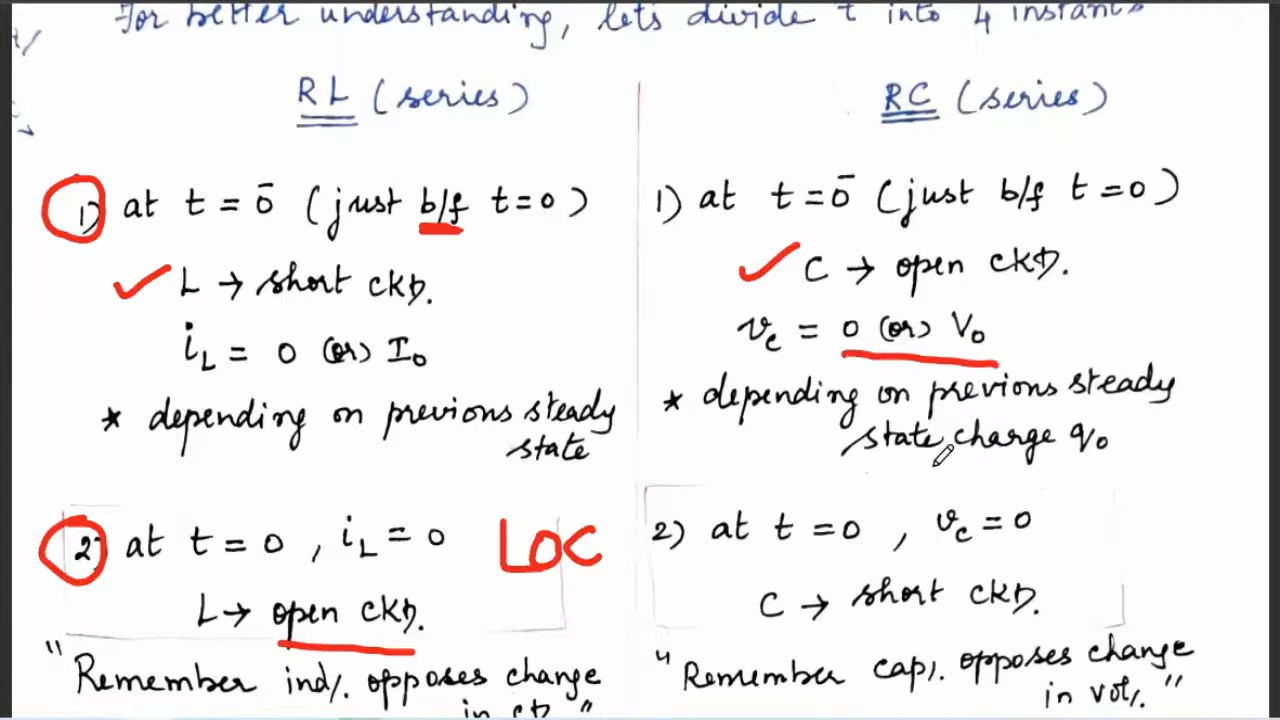 For better understanding, lets divide t into 4 instants
RL (series)
1) at t = 0̄ (just b/f t=0)
L → short ckt.
iL = 0 (or) I0
* depending on previous steady
state
2) at t = 0, iL = 0 LOC
L → open ckt.
"Remember ind/. opposes change
in ct "
RC (series)
1) at t = 0̄ (just b/f t = 0)
C → open ckt.
vc = 0 (or) V0
* depending on previous steady
state, charge q0
2) at t = 0, vc = 0
C → short ckt.
"Remember cap/. opposes change
in vol/. "